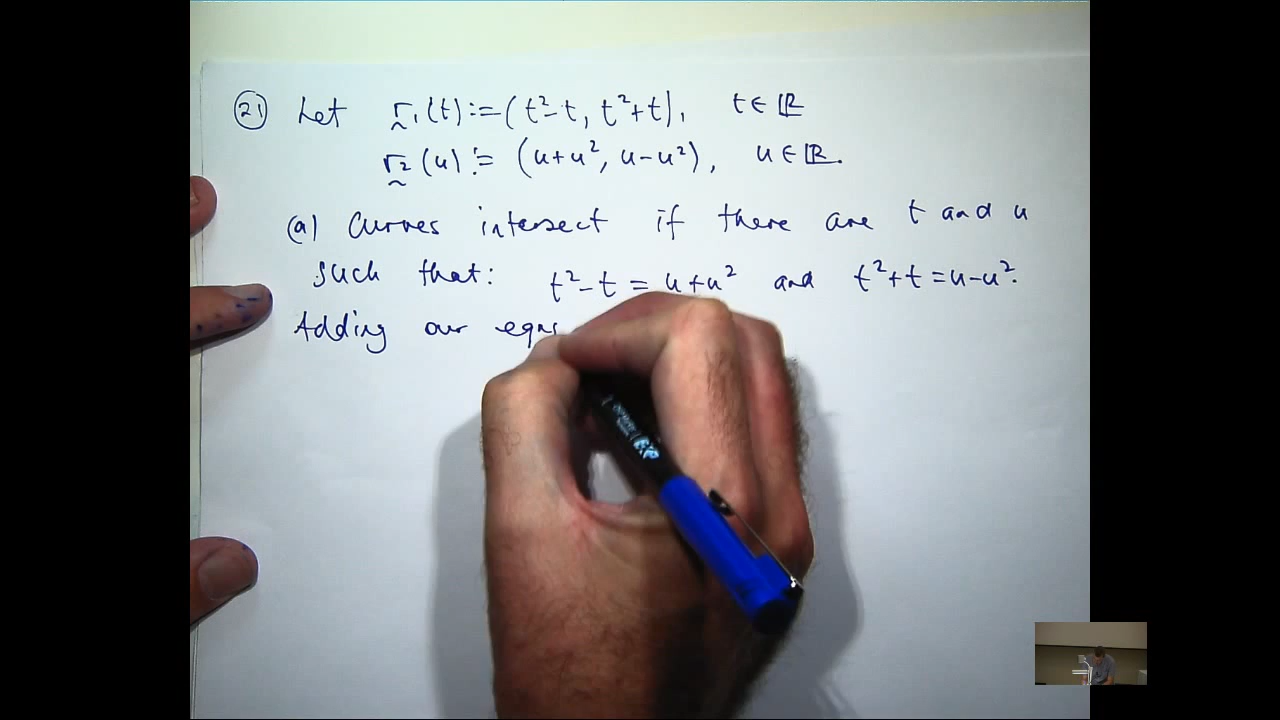 21 Let r₁(t):=(t²-t, t²+t), t∈ℝ
r₂(u):=(u+u², u-u²), u∈ℝ.
(a) Curves intersect if there are t and u
such that: t²-t = u+u² and t²+t=u-u².
Adding our eqns